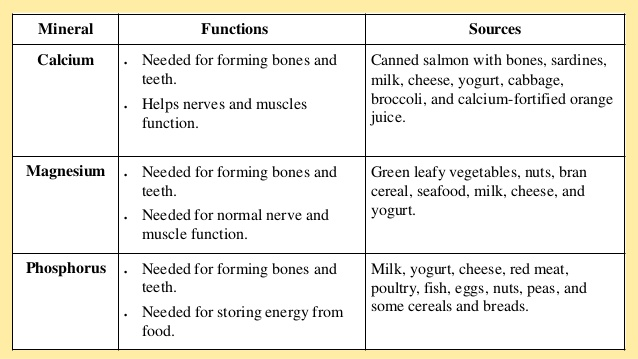 Mineral Functions Sources
Calcium
• Needed for forming bones and
teeth.
• Helps nerves and muscles
function.
Canned salmon with bones, sardines,
milk, cheese, yogurt, cabbage,
broccoli, and calcium-fortified orange
juice.
Magnesium
• Needed for forming bones and
teeth.
• Needed for normal nerve and
muscle function.
Green leafy vegetables, nuts, bran
cereal, seafood, milk, cheese, and
yogurt.
Phosphorus
• Needed for forming bones and
teeth.
• Needed for storing energy from
food.
Milk, yogurt, cheese, red meat,
poultry, fish, eggs, nuts, peas, and
some cereals and breads.